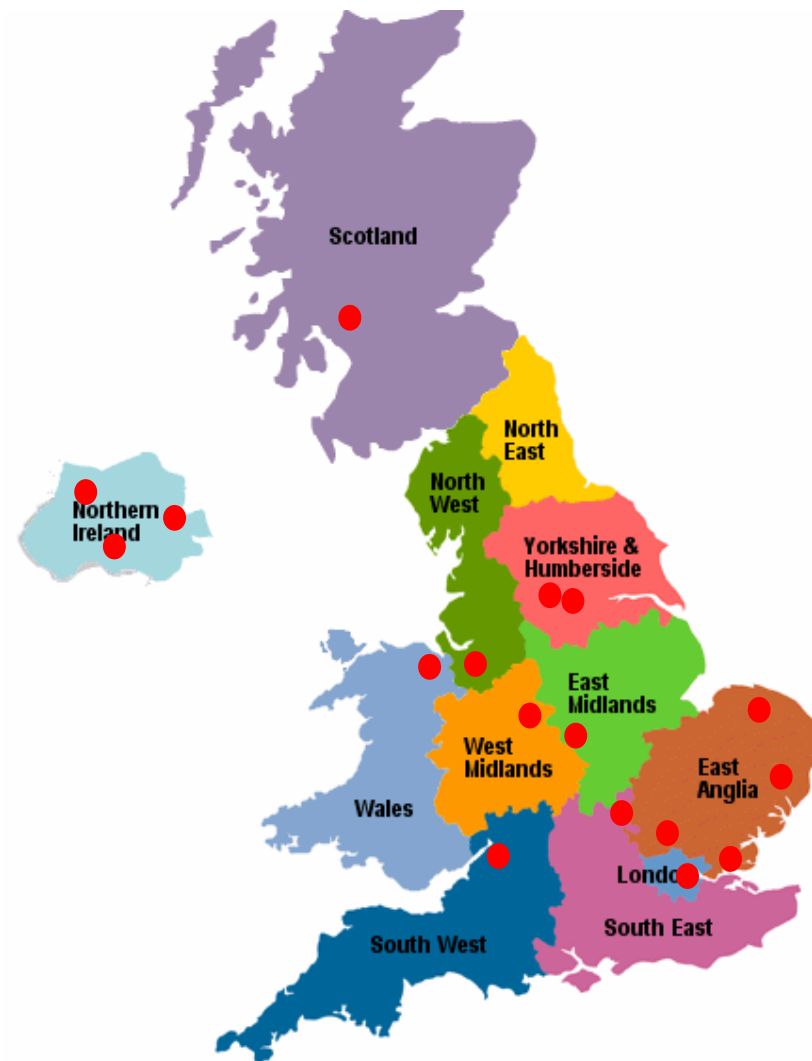 Scotland
North
East
North
West
Northern
Ireland
Yorkshire &
Humberside
East
Midlands
West
Midlands
East
Anglia
Wales
London
South East
South West